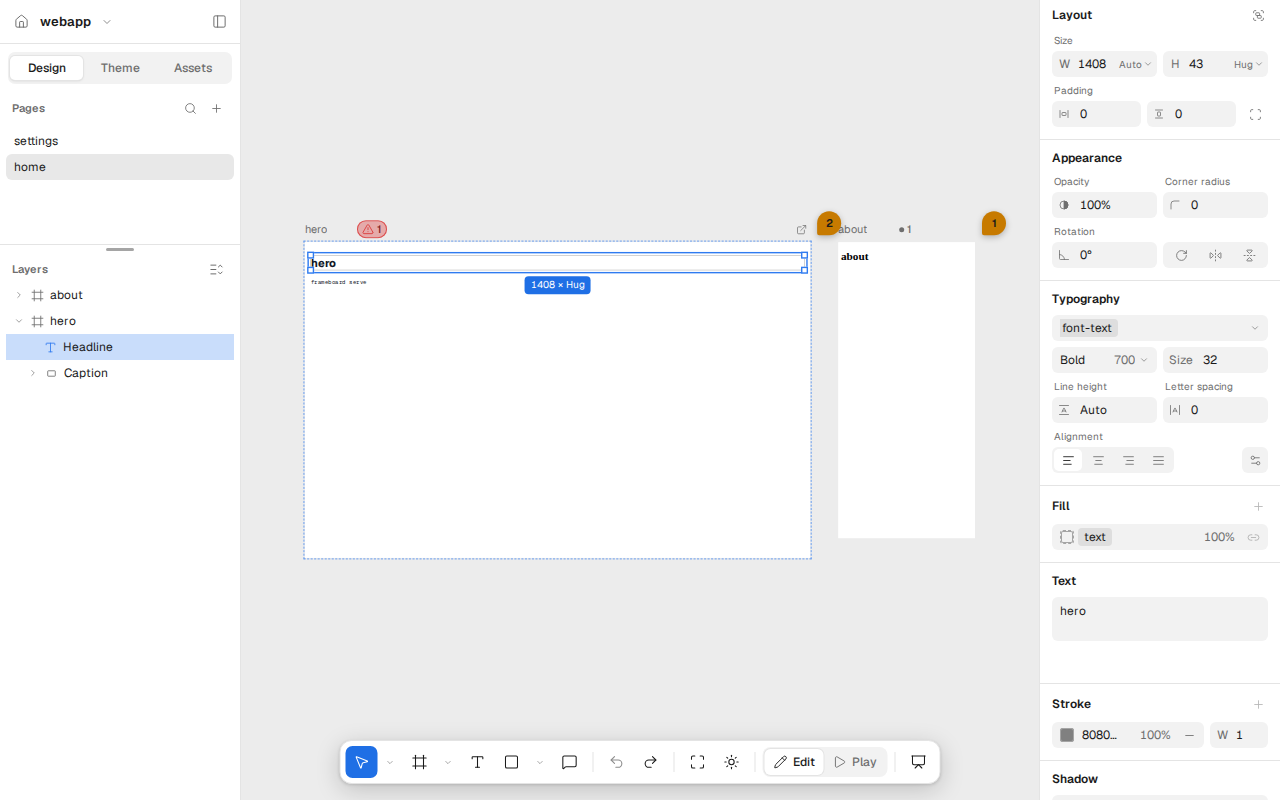 webapp
Design
Theme
Assets
Pages
settings
home
Layers
about
hero
Headline
Caption
hero
1
2
about
1
1
hero
frameboard serve
1408 × Hug
about
Edit
Play
Layout
Size
W 1408 Auto
H 43 Hug
Padding
0
0
Appearance
Opacity
Corner radius
100%
0
Rotation
0°
Typography
font-text
Bold 700
Size 32
Line height
Letter spacing
Auto
0
Alignment
Fill
text 100%
Text
hero
Stroke
8080... 100%
W 1
Shadow